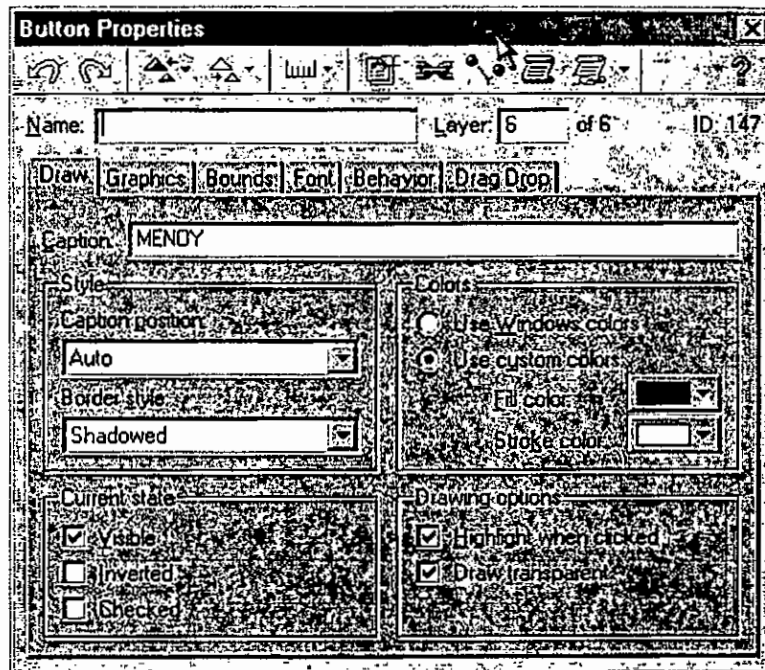 Button Properties
Name: Layer: 6 of 6 ID: 147
Draw Graphics Bounds Font Behavior Drag Drop
Caption: MENOY
Style Colors
Caption position: Use Windows colors
Auto Use custom colors
Border style Fill color
Shadowed Stroke color
Current state Drawing options
Visible Highlight when clicked
Inverted Draw transparent
Checked